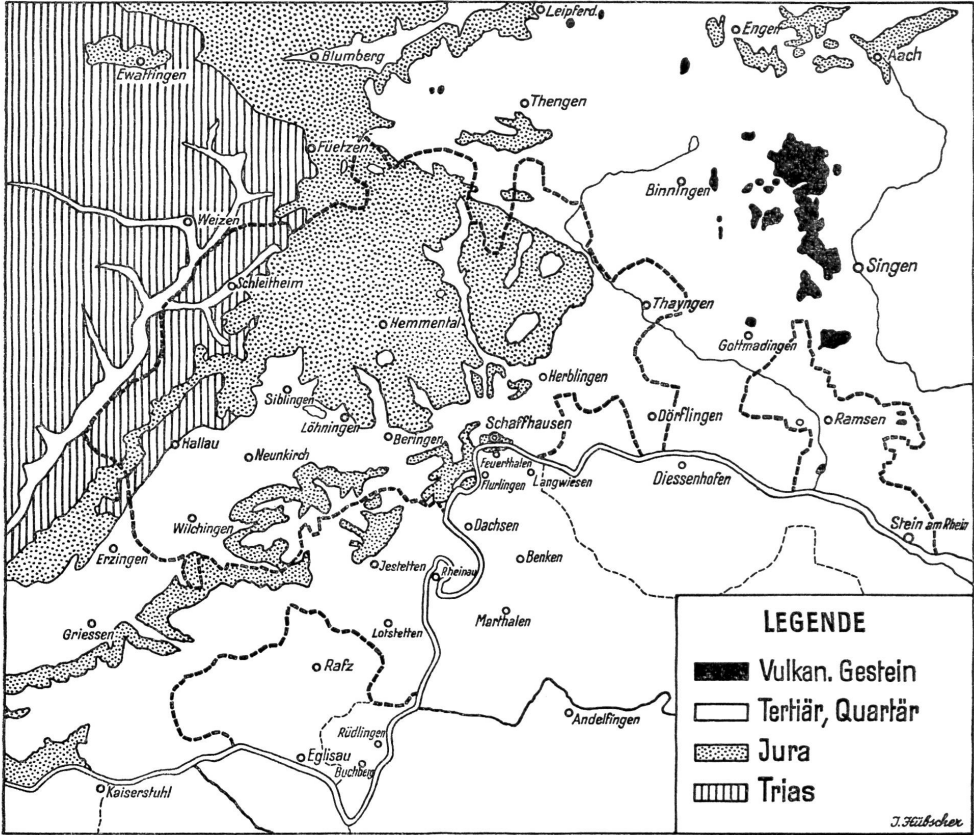 Leipferd.
Engen
Aach
Blumberg
Ewattingen
Thengen
Füetzen
Binningen
Weizen
Singen
Schleitheim
Thayngen
Hemmental
Gottmadingen
Herblingen
Siblingen
Löhningen
Dörflingen
Ramsen
Schaffhausen
Beringen
Hallau
Neunkirch
Feuerthalen
Flurlingen
Langwiesen
Diessenhofen
Wilchingen
Dachsen
Stein am Rhein
Erzingen
Benken
Jestetten
Rheinau
Griessen
Lotstetten
Marthalen
Rafz
Andelfingen
Rüdlingen
Eglisau
Buchberg
Kaiserstuhl
LEGENDE
Vulkan. Gestein
Tertiär, Quartär
Jura
Trias
J. Hübscher